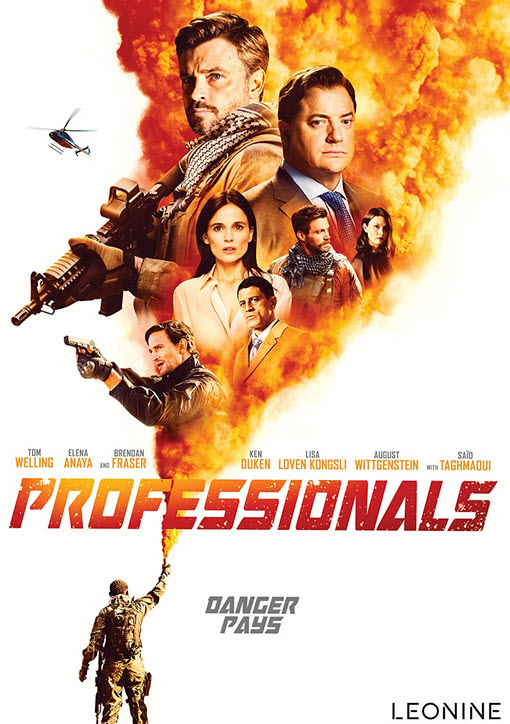 TOM WELLING
ELENA ANAYA
AND BRENDAN FRASER
KEN DUKEN
LISA LOVEN KONGSLI
AUGUST WITTGENSTEIN
WITH SAÏD TAGHMAOUI
PROFESSIONALS
DANGER
PAYS
LEONINE